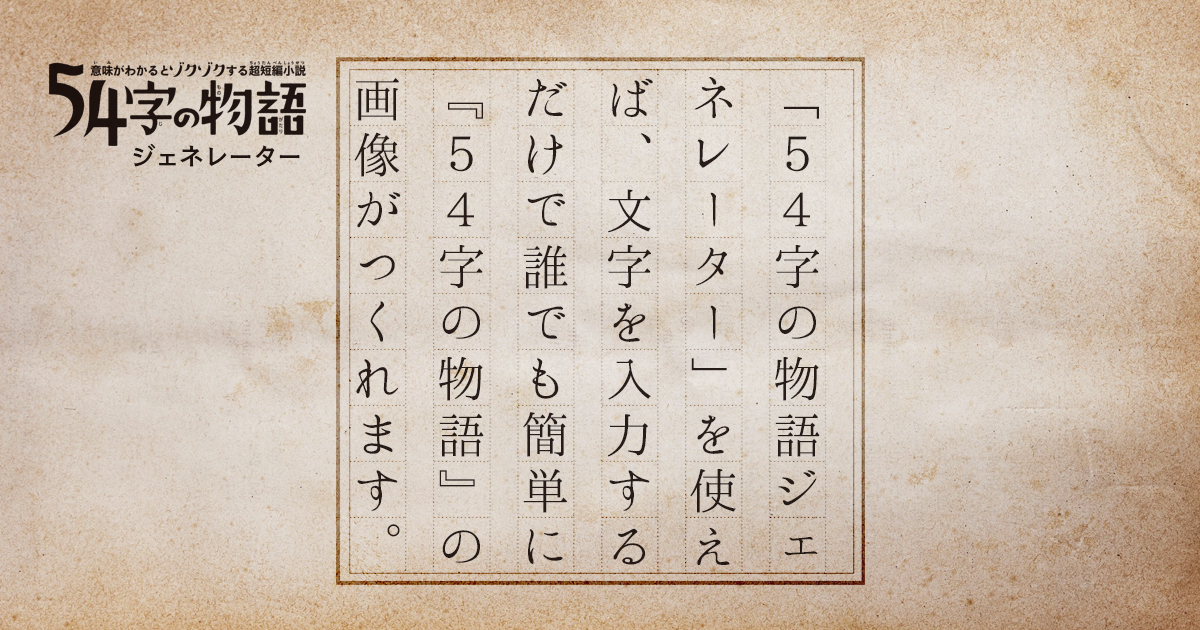 意味がわかるとゾクゾクする超短編小説
54字の物語
ジェネレーター
「54字の物語ジェ
ネレーター」を使え
ば、文字を入力する
だけで誰でも簡単に
『54字の物語』の
画像がつくれます。